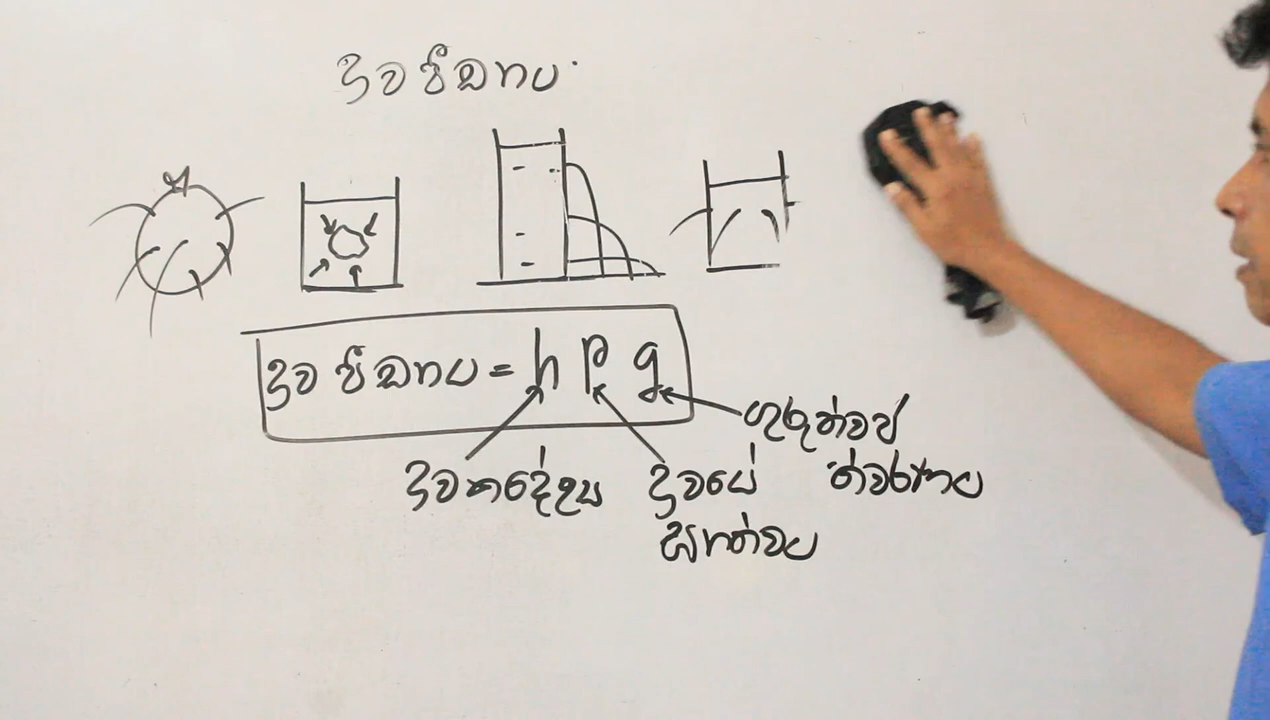 ද්‍රව පීඩනය
ද්‍රව පීඩනය = h ρ g
ගුරුත්වජ
ත්වරණය
ද්‍රව කඳේ උස
ද්‍රවයේ
ඝනත්වය